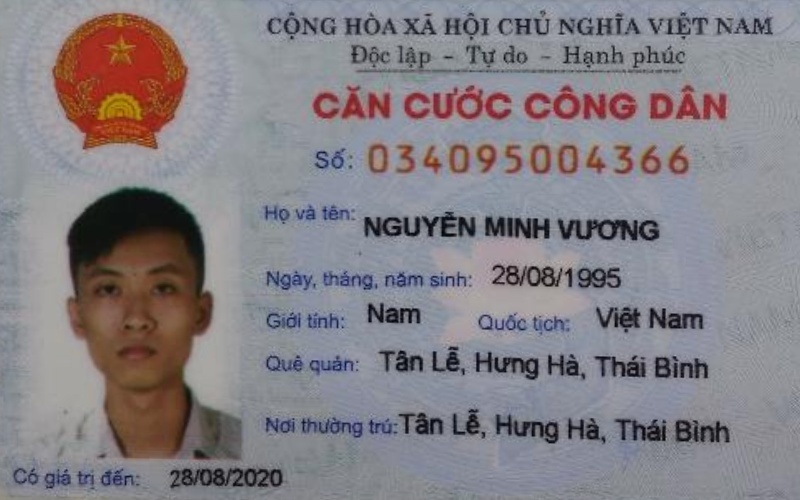 CỘNG HÒA XÃ HỘI CHỦ NGHĨA VIỆT NAM
Độc lập - Tự do - Hạnh phúc
CĂN CƯỚC CÔNG DÂN
Số: 034095004366
Họ và tên: NGUYỄN MINH VƯƠNG
Ngày, tháng, năm sinh: 28/08/1995
Giới tính: Nam Quốc tịch: Việt Nam
Quê quán: Tân Lễ, Hưng Hà, Thái Bình
Nơi thường trú: Tân Lễ, Hưng Hà, Thái Bình
Có giá trị đến: 28/08/2020